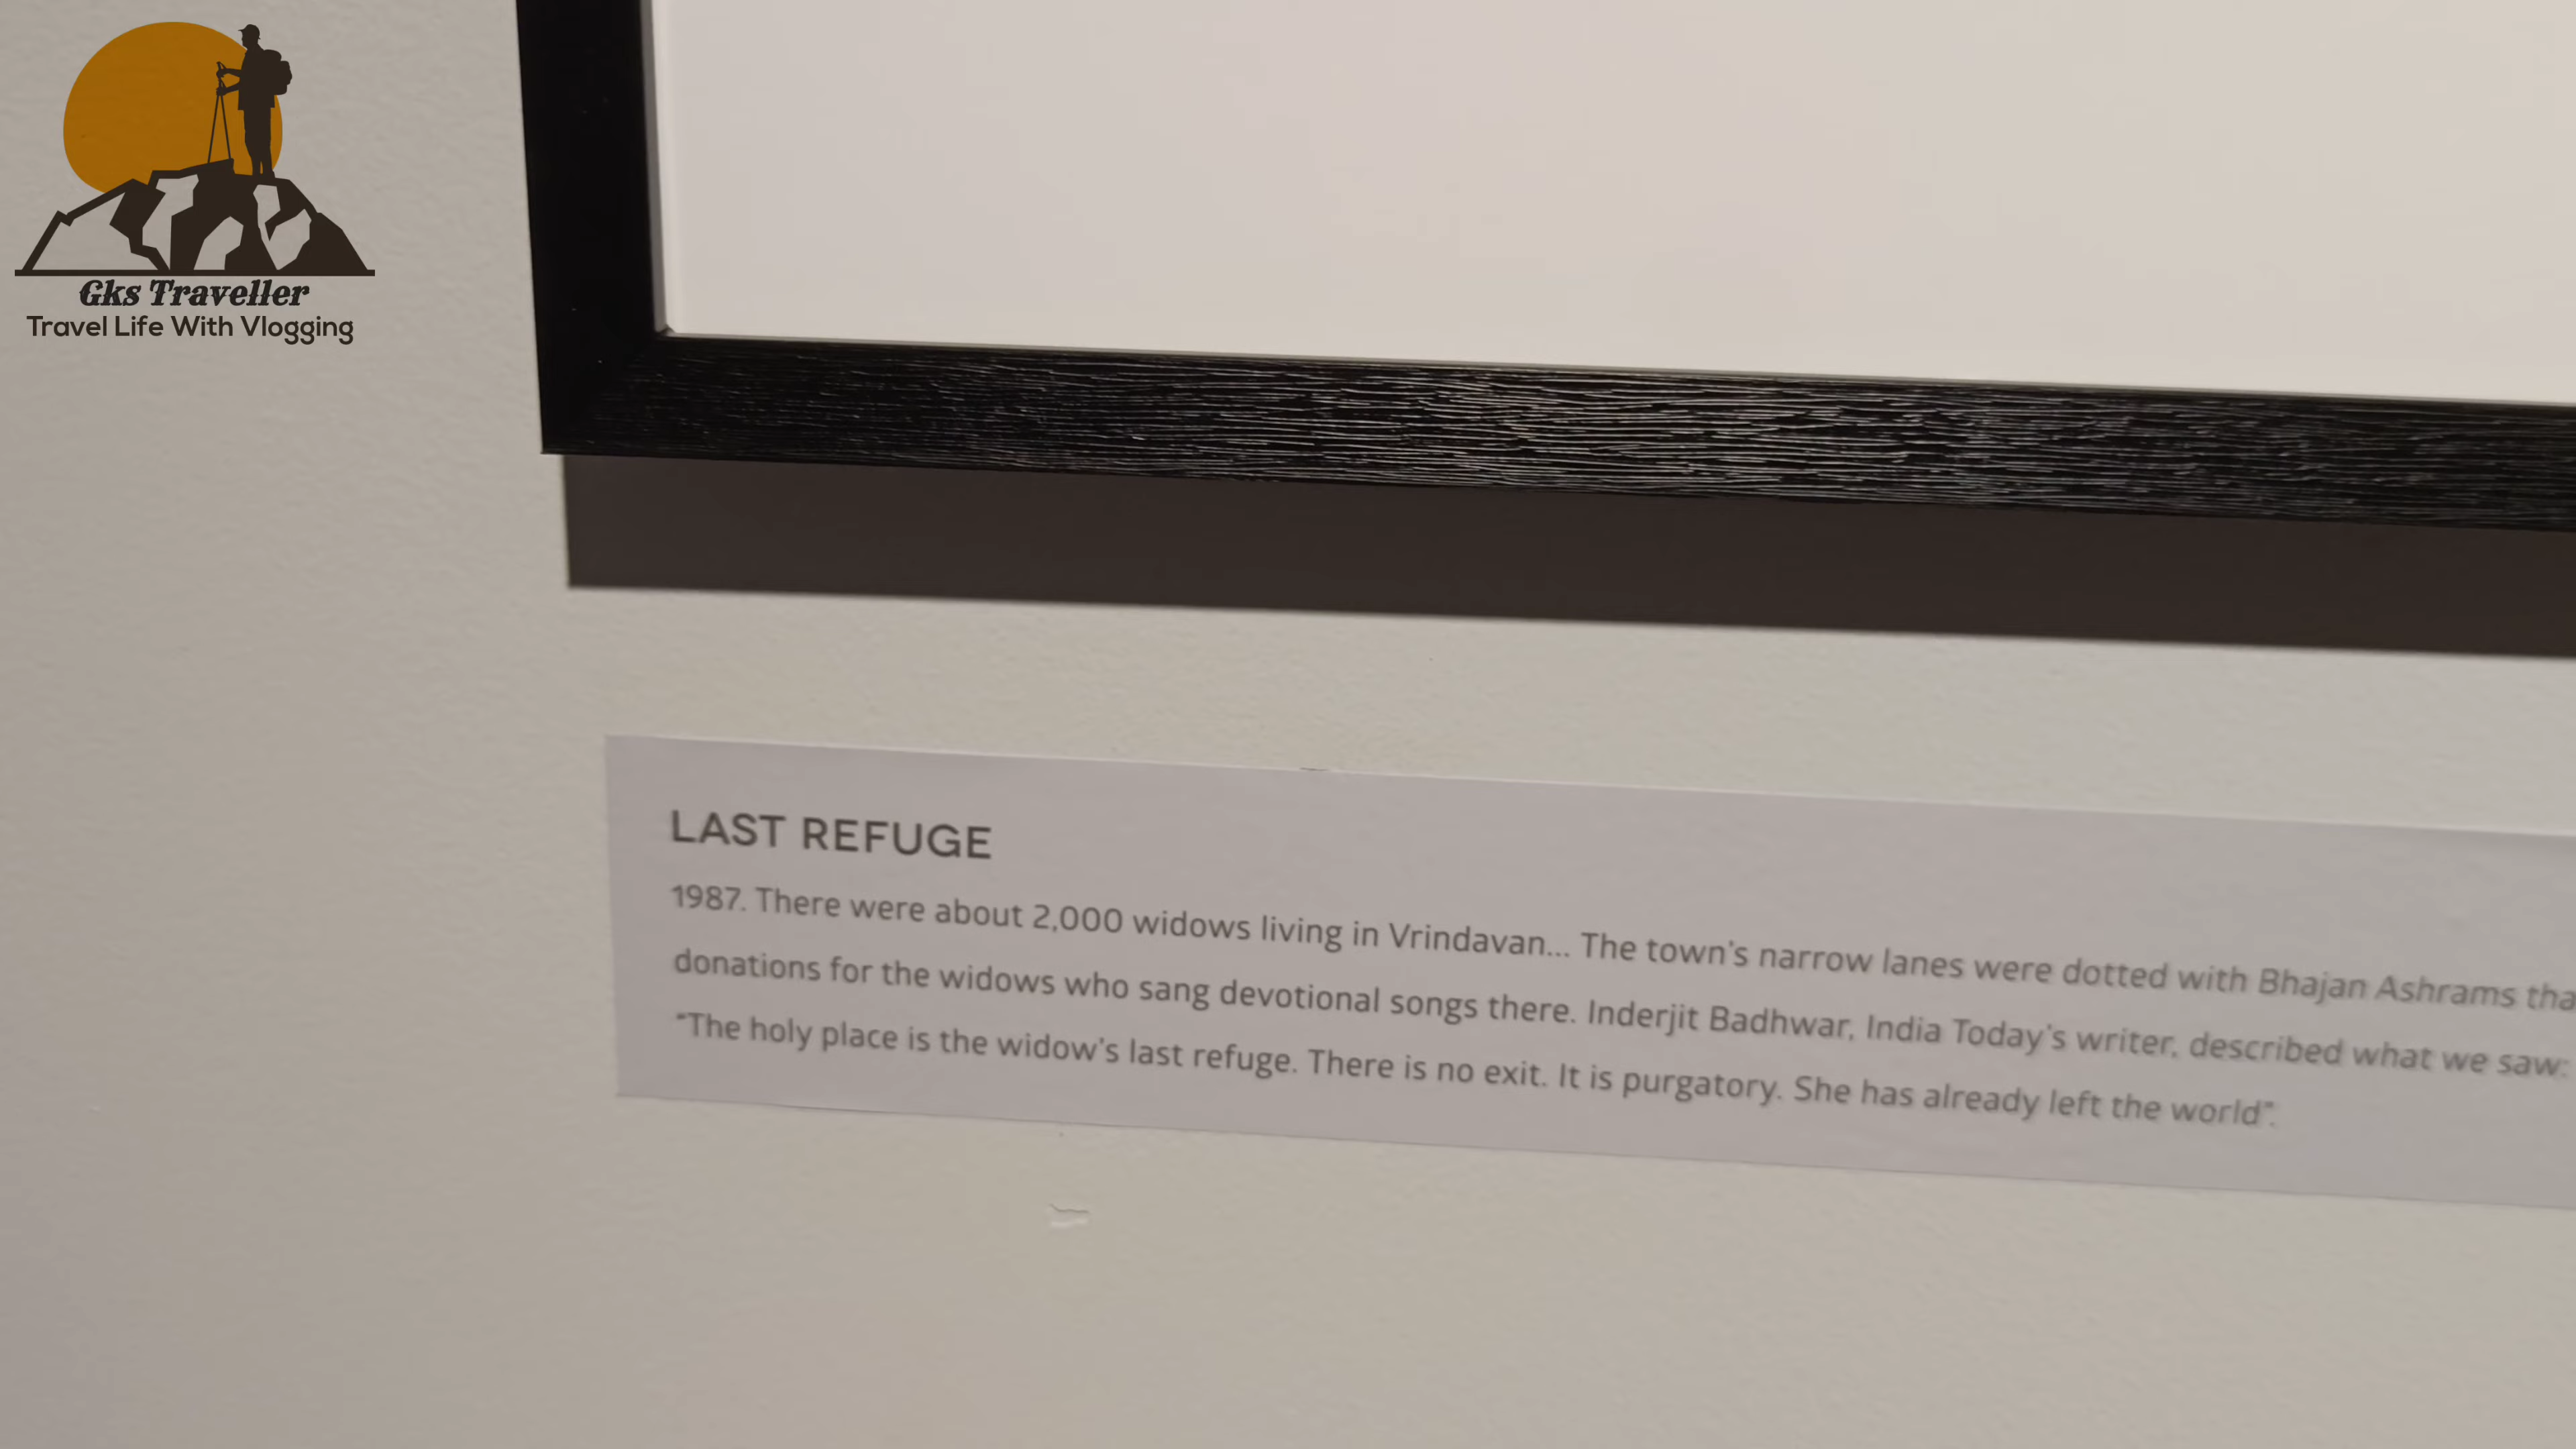 Gks Traveller
Travel Life With Vlogging
LAST REFUGE
1987. There were about 2,000 widows living in Vrindavan... The town's narrow lanes were dotted with Bhajan Ashrams
donations for the widows who sang devotional songs there. Inderjit Badhwar, India Today's writer, described what we saw:
"The holy place is the widow's last refuge. There is no exit. It is purgatory. She has already left the world".